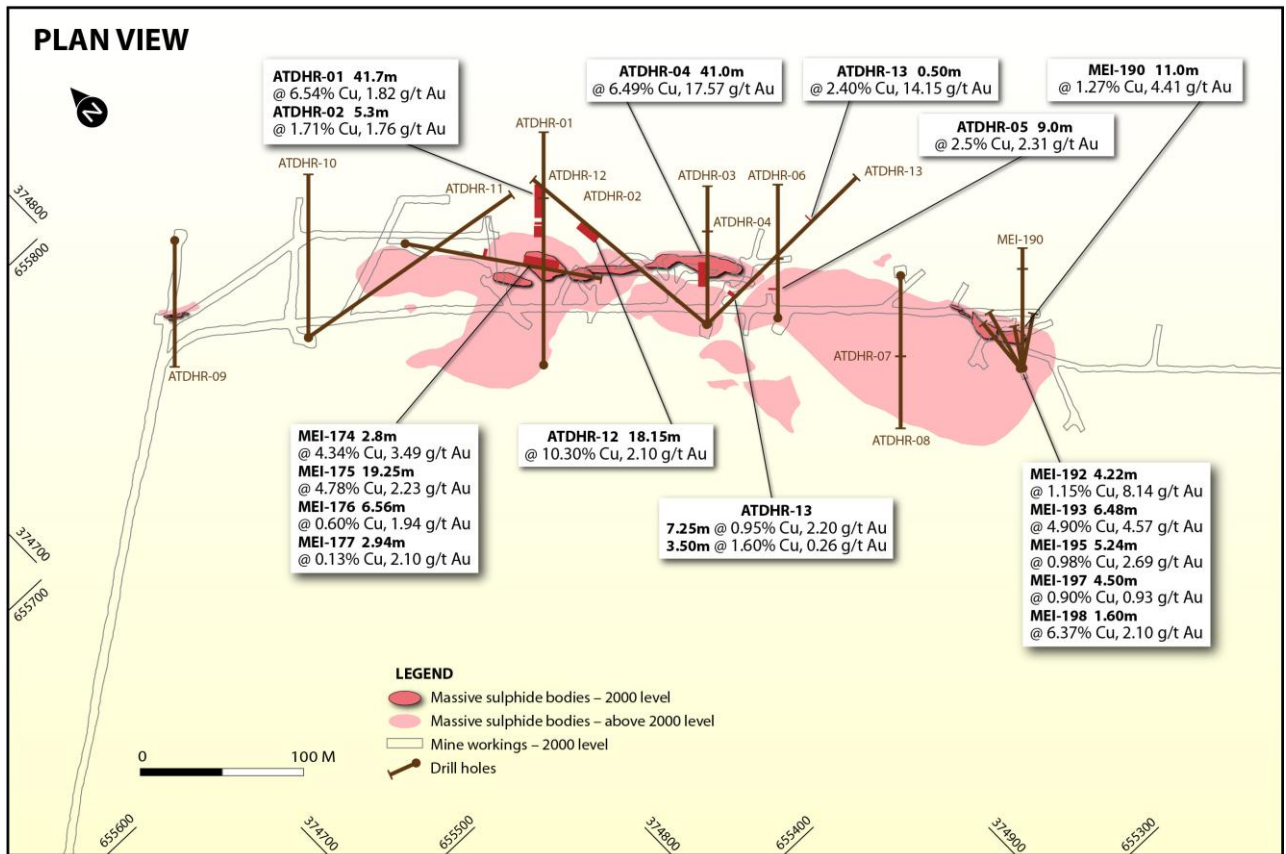 PLAN VIEW
N
ATDHR-01 41.7m
@ 6.54% Cu, 1.82 g/t Au
ATDHR-02 5.3m
@ 1.71% Cu, 1.76 g/t Au
ATDHR-04 41.0m
@ 6.49% Cu, 17.57 g/t Au
ATDHR-13 0.50m
@ 2.40% Cu, 14.15 g/t Au
MEI-190 11.0m
@ 1.27% Cu, 4.41 g/t Au
ATDHR-05 9.0m
@ 2.5% Cu, 2.31 g/t Au
ATDHR-01
ATDHR-10
ATDHR-11
ATDHR-12
ATDHR-02
ATDHR-03
ATDHR-06
ATDHR-13
ATDHR-04
MEI-190
374800
655800
ATDHR-09
ATDHR-07
ATDHR-08
MEI-174 2.8m
@ 4.34% Cu, 3.49 g/t Au
MEI-175 19.25m
@ 4.78% Cu, 2.23 g/t Au
MEI-176 6.56m
@ 0.60% Cu, 1.94 g/t Au
MEI-177 2.94m
@ 0.13% Cu, 2.10 g/t Au
ATDHR-12 18.15m
@ 10.30% Cu, 2.10 g/t Au
ATDHR-13
7.25m @ 0.95% Cu, 2.20 g/t Au
3.50m @ 1.60% Cu, 0.26 g/t Au
MEI-192 4.22m
@ 1.15% Cu, 8.14 g/t Au
MEI-193 6.48m
@ 4.90% Cu, 4.57 g/t Au
MEI-195 5.24m
@ 0.98% Cu, 2.69 g/t Au
MEI-197 4.50m
@ 0.90% Cu, 0.93 g/t Au
MEI-198 1.60m
@ 6.37% Cu, 2.10 g/t Au
374700
655700
LEGEND
Massive sulphide bodies – 2000 level
Massive sulphide bodies – above 2000 level
Mine workings – 2000 level
Drill holes
0 100 M
655600
374700
655500
374800
655400
374900
655300